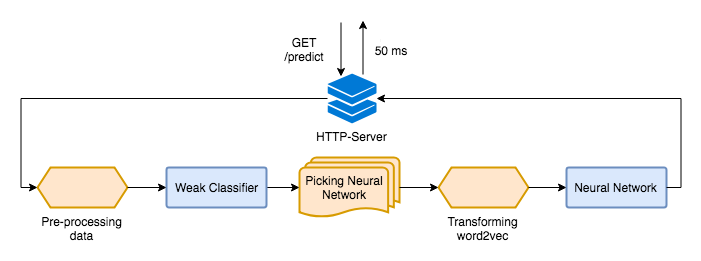 GET
/predict
50 ms
HTTP-Server
Pre-processing
data
Weak Classifier
Picking Neural
Network
Transforming
word2vec
Neural Network